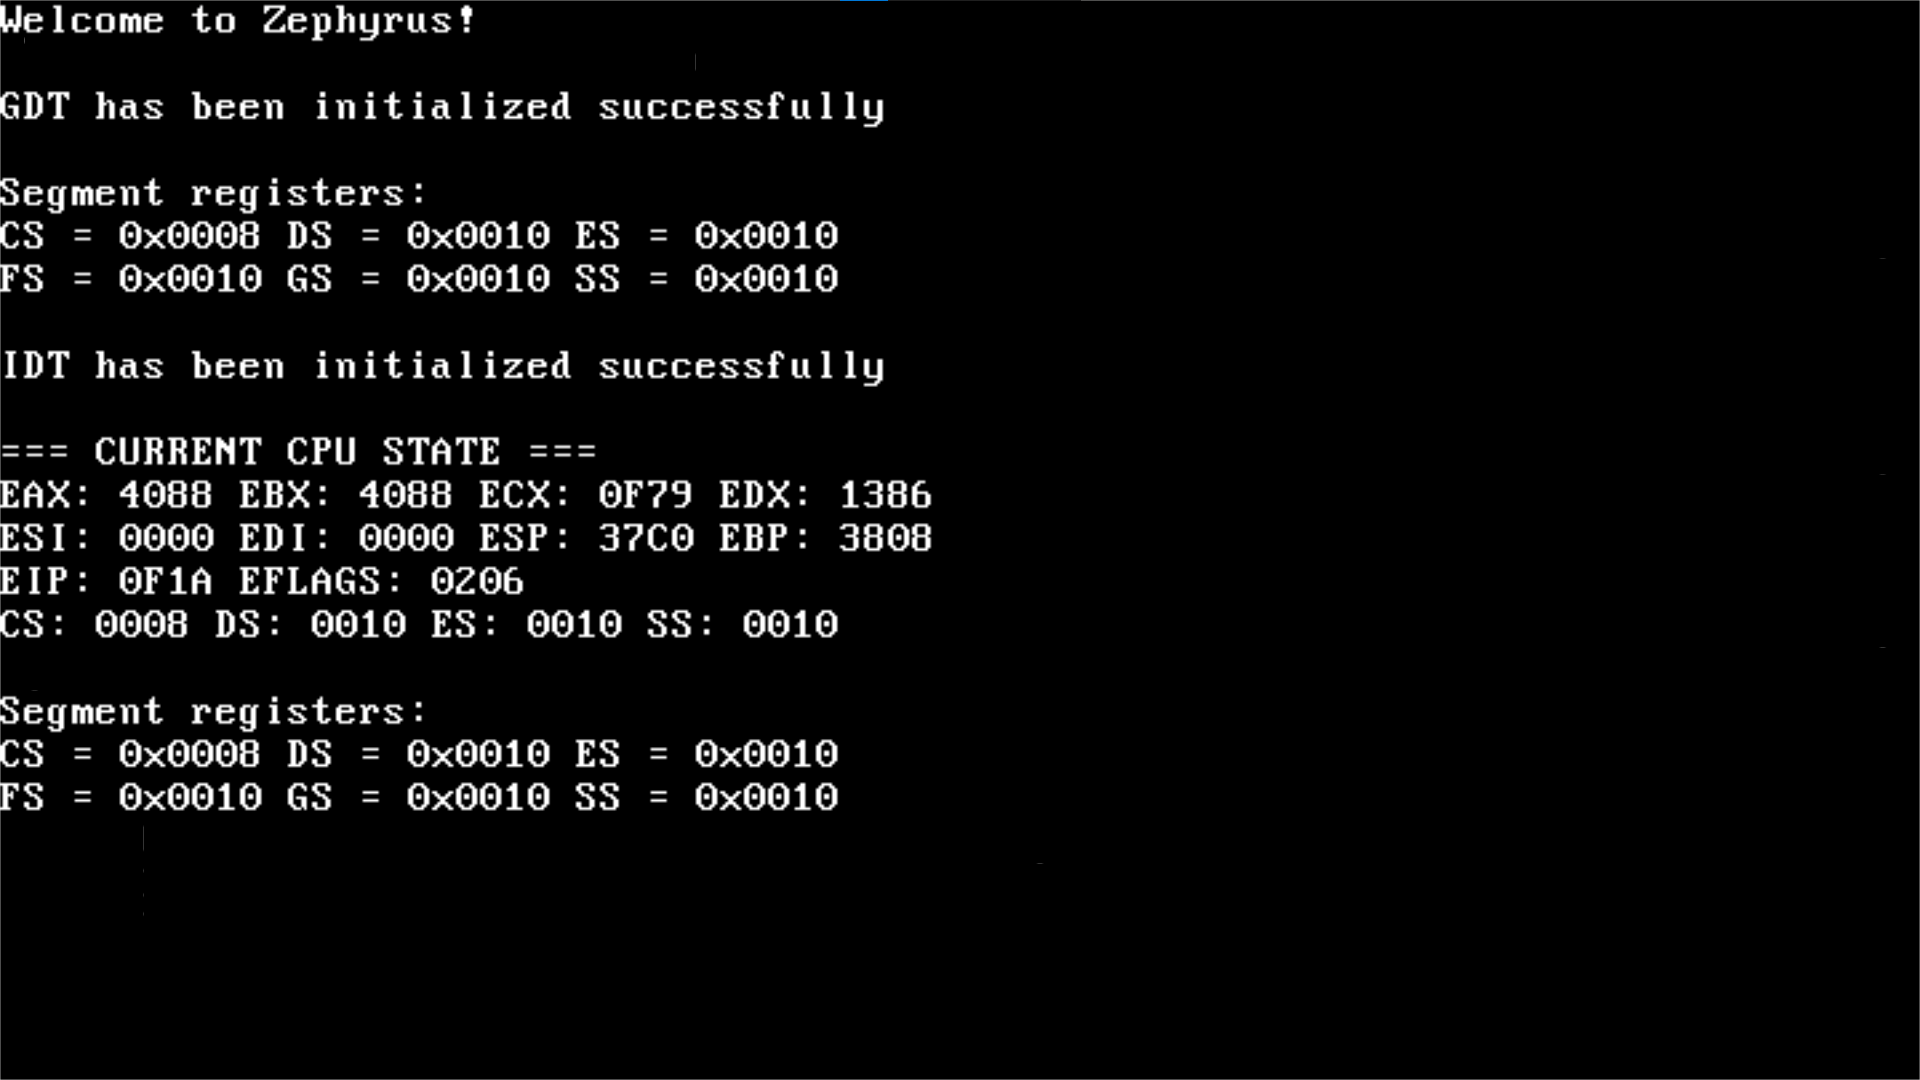 Welcome to Zephyrus!
GDT has been initialized successfully
Segment registers:
CS = 0x0008 DS = 0x0010 ES = 0x0010
FS = 0x0010 GS = 0x0010 SS = 0x0010
IDT has been initialized successfully
=== CURRENT CPU STATE ===
EAX: 4088 EBX: 4088 ECX: 0F79 EDX: 1386
ESI: 0000 EDI: 0000 ESP: 37C0 EBP: 3808
EIP: 0F1A EFLAGS: 0206
CS: 0008 DS: 0010 ES: 0010 SS: 0010
Segment registers:
CS = 0x0008 DS = 0x0010 ES = 0x0010
FS = 0x0010 GS = 0x0010 SS = 0x0010